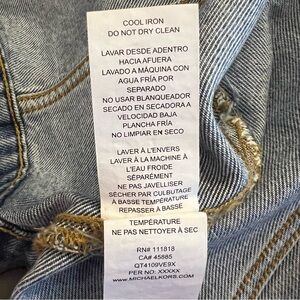 COOL IRON
DO NOT DRY CLEAN
LAVAR DESDE ADENTRO
HACIA AFUERA
LAVADO A MÁQUINA CON
AGUA FRÍA POR
SEPARADO
NO USAR BLANQUEADOR
SECADO EN SECADORA A
VELOCIDAD BAJA
PLANCHA FRÍA
NO LIMPIAR EN SECO
LAVER À L'ENVERS
LAVER À LA MACHINE À
L'EAU FROIDE
SÉPARÉMENT
NE PAS JAVELLISER
SÈCHER PAR CULBUTAGE
À BASSE TEMPÉRATURE
REPASSER À BASSE
TEMPÉRATURE
NE PAS NETTOYER À SEC
RN# 111818
CA# 45885
QT4109VE9X
PER NO: XXXXX
WWW.MICHAELKORS.COM